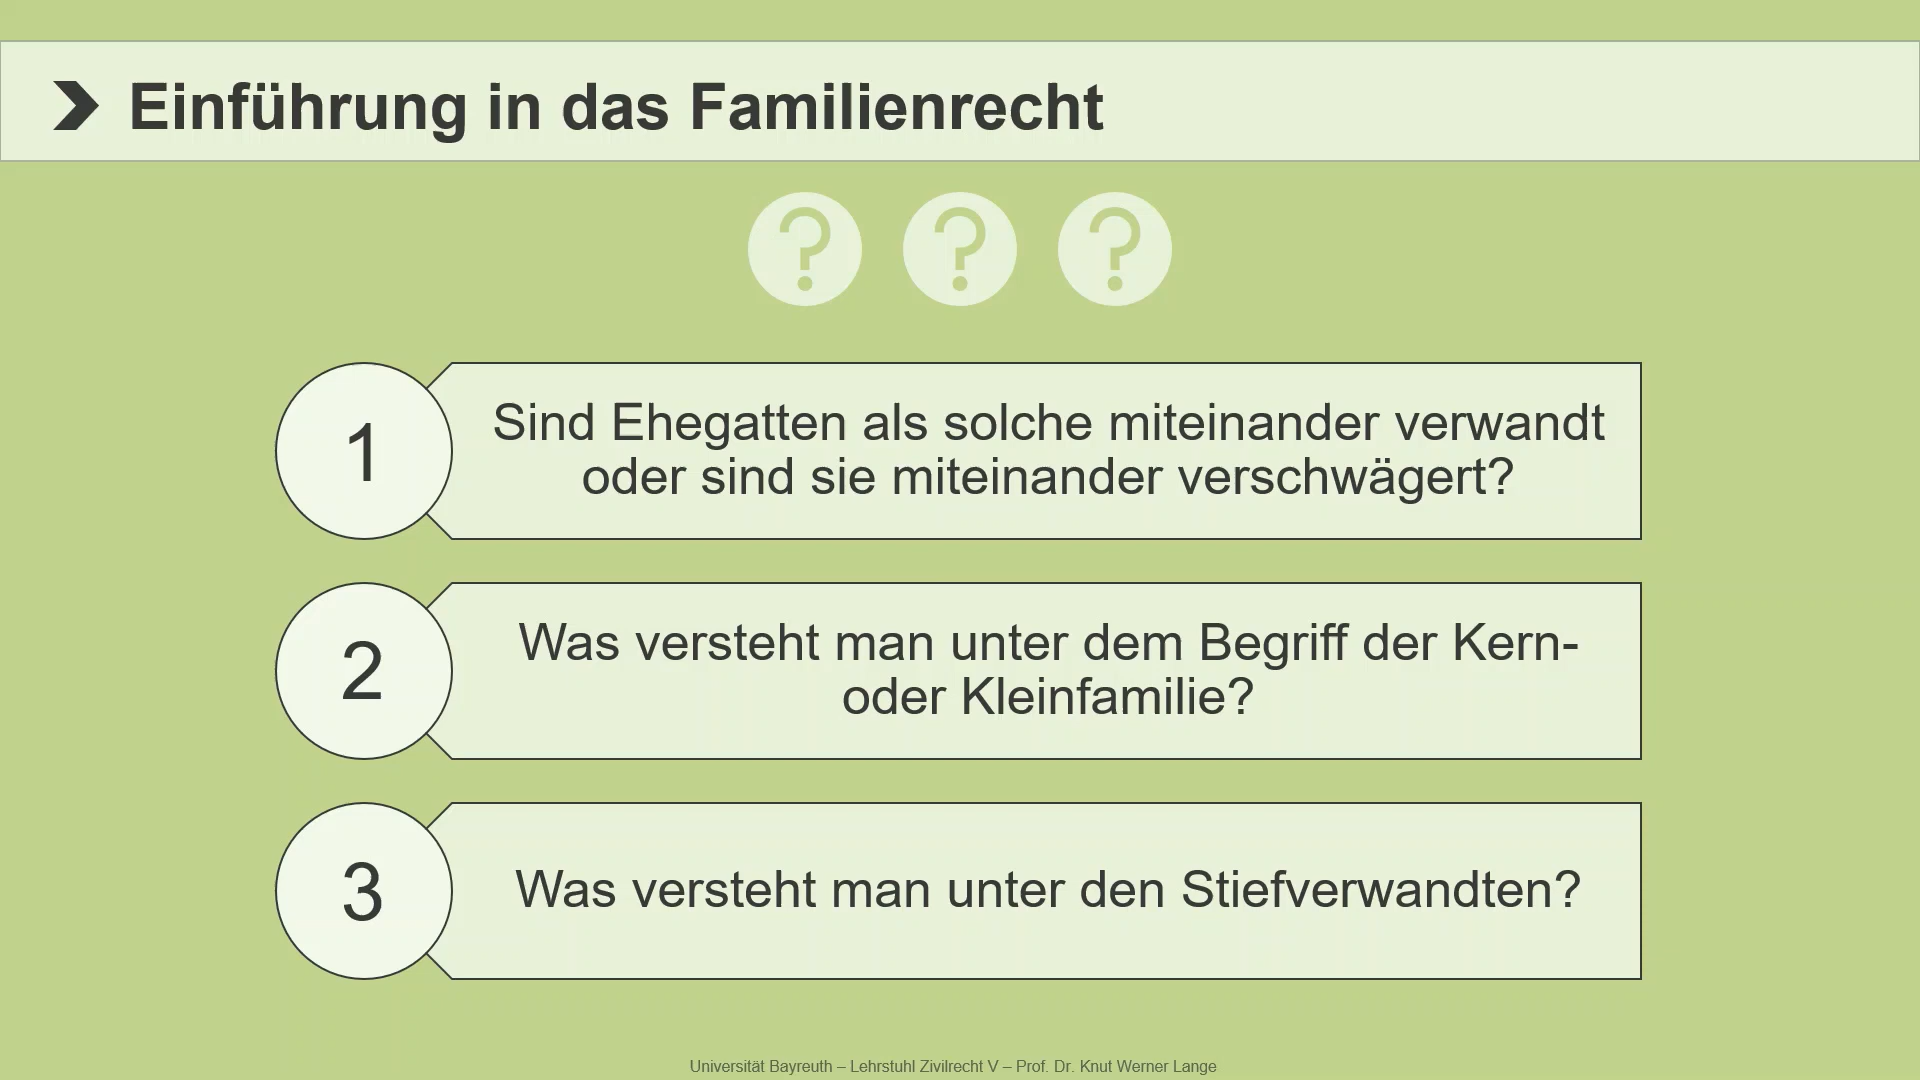 Einführung in das Familienrecht
? ? ?
1
Sind Ehegatten als solche miteinander verwandt
oder sind sie miteinander verschwägert?
2
Was versteht man unter dem Begriff der Kern-
oder Kleinfamilie?
3
Was versteht man unter den Stiefverwandten?
Universität Bayreuth – Lehrstuhl Zivilrecht V – Prof. Dr. Knut Werner Lange